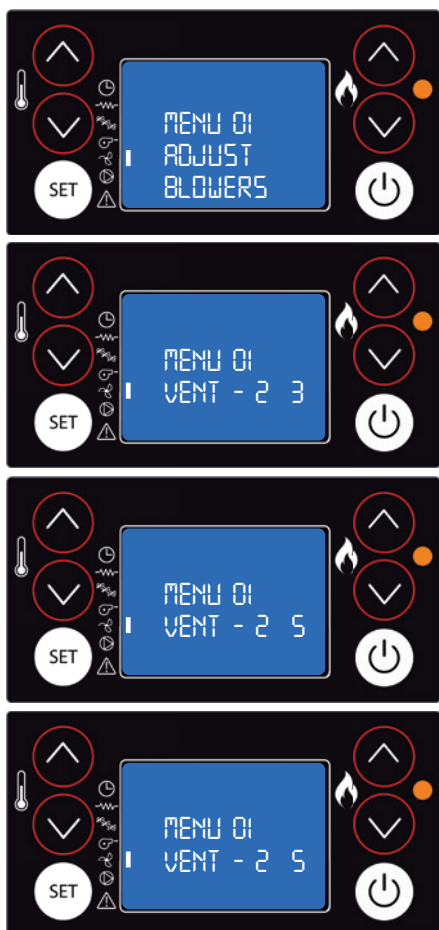 MENU 01
ADJUST
BLOWERS
SET
MENU 01
VENT - 2 3
SET
MENU 01
VENT - 2 5
SET
MENU 01
VENT - 2 5
SET